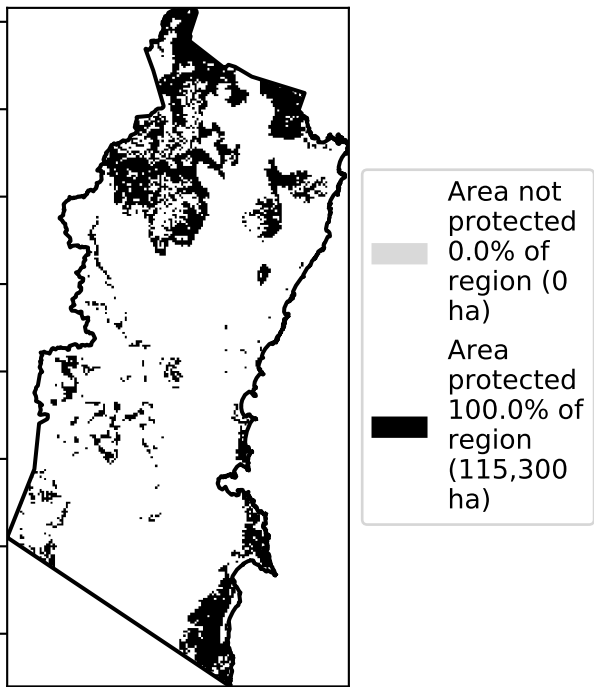 Area not
protected
0.0% of
region (0
ha)
Area
protected
100.0% of
region
(115,300
ha)